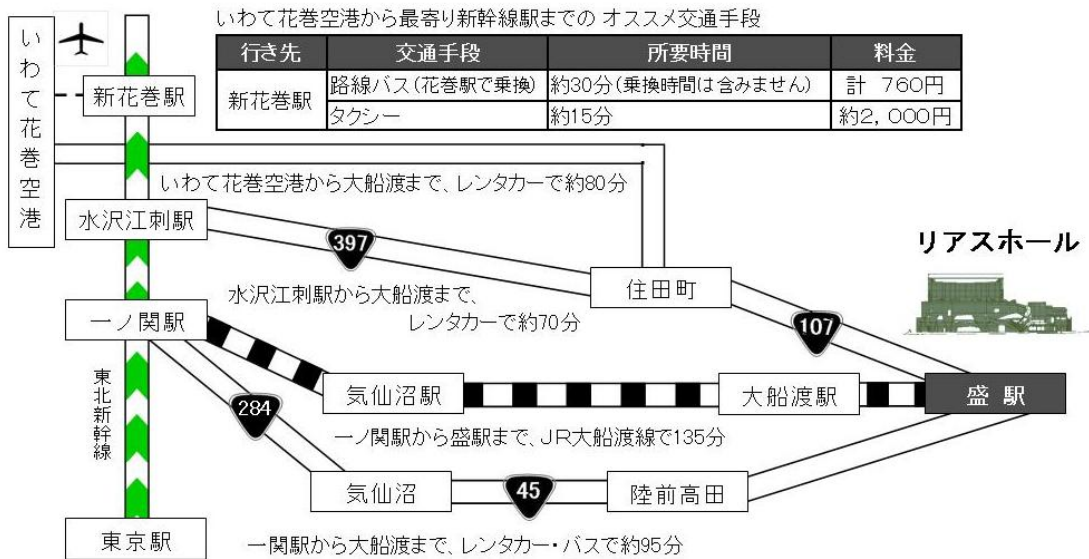 いわて花巻空港から最寄り新幹線駅までの オススメ交通手段
行き先 交通手段 所要時間 料金
新花巻駅 路線バス(花巻駅で乗換) 約30分(乗換時間は含みません) 計 760円
タクシー 約15分 約2,000円
いわて花巻空港
新花巻駅
いわて花巻空港から大船渡まで、レンタカーで約80分
水沢江刺駅
397
リアスホール
住田町
水沢江刺駅から大船渡まで、
レンタカーで約70分
107
一ノ関駅
東北新幹線
284
気仙沼駅
大船渡駅
盛 駅
一ノ関駅から盛駅まで、JR大船渡線で135分
気仙沼
45
陸前高田
東京駅
一関駅から大船渡まで、レンタカー・バスで約95分